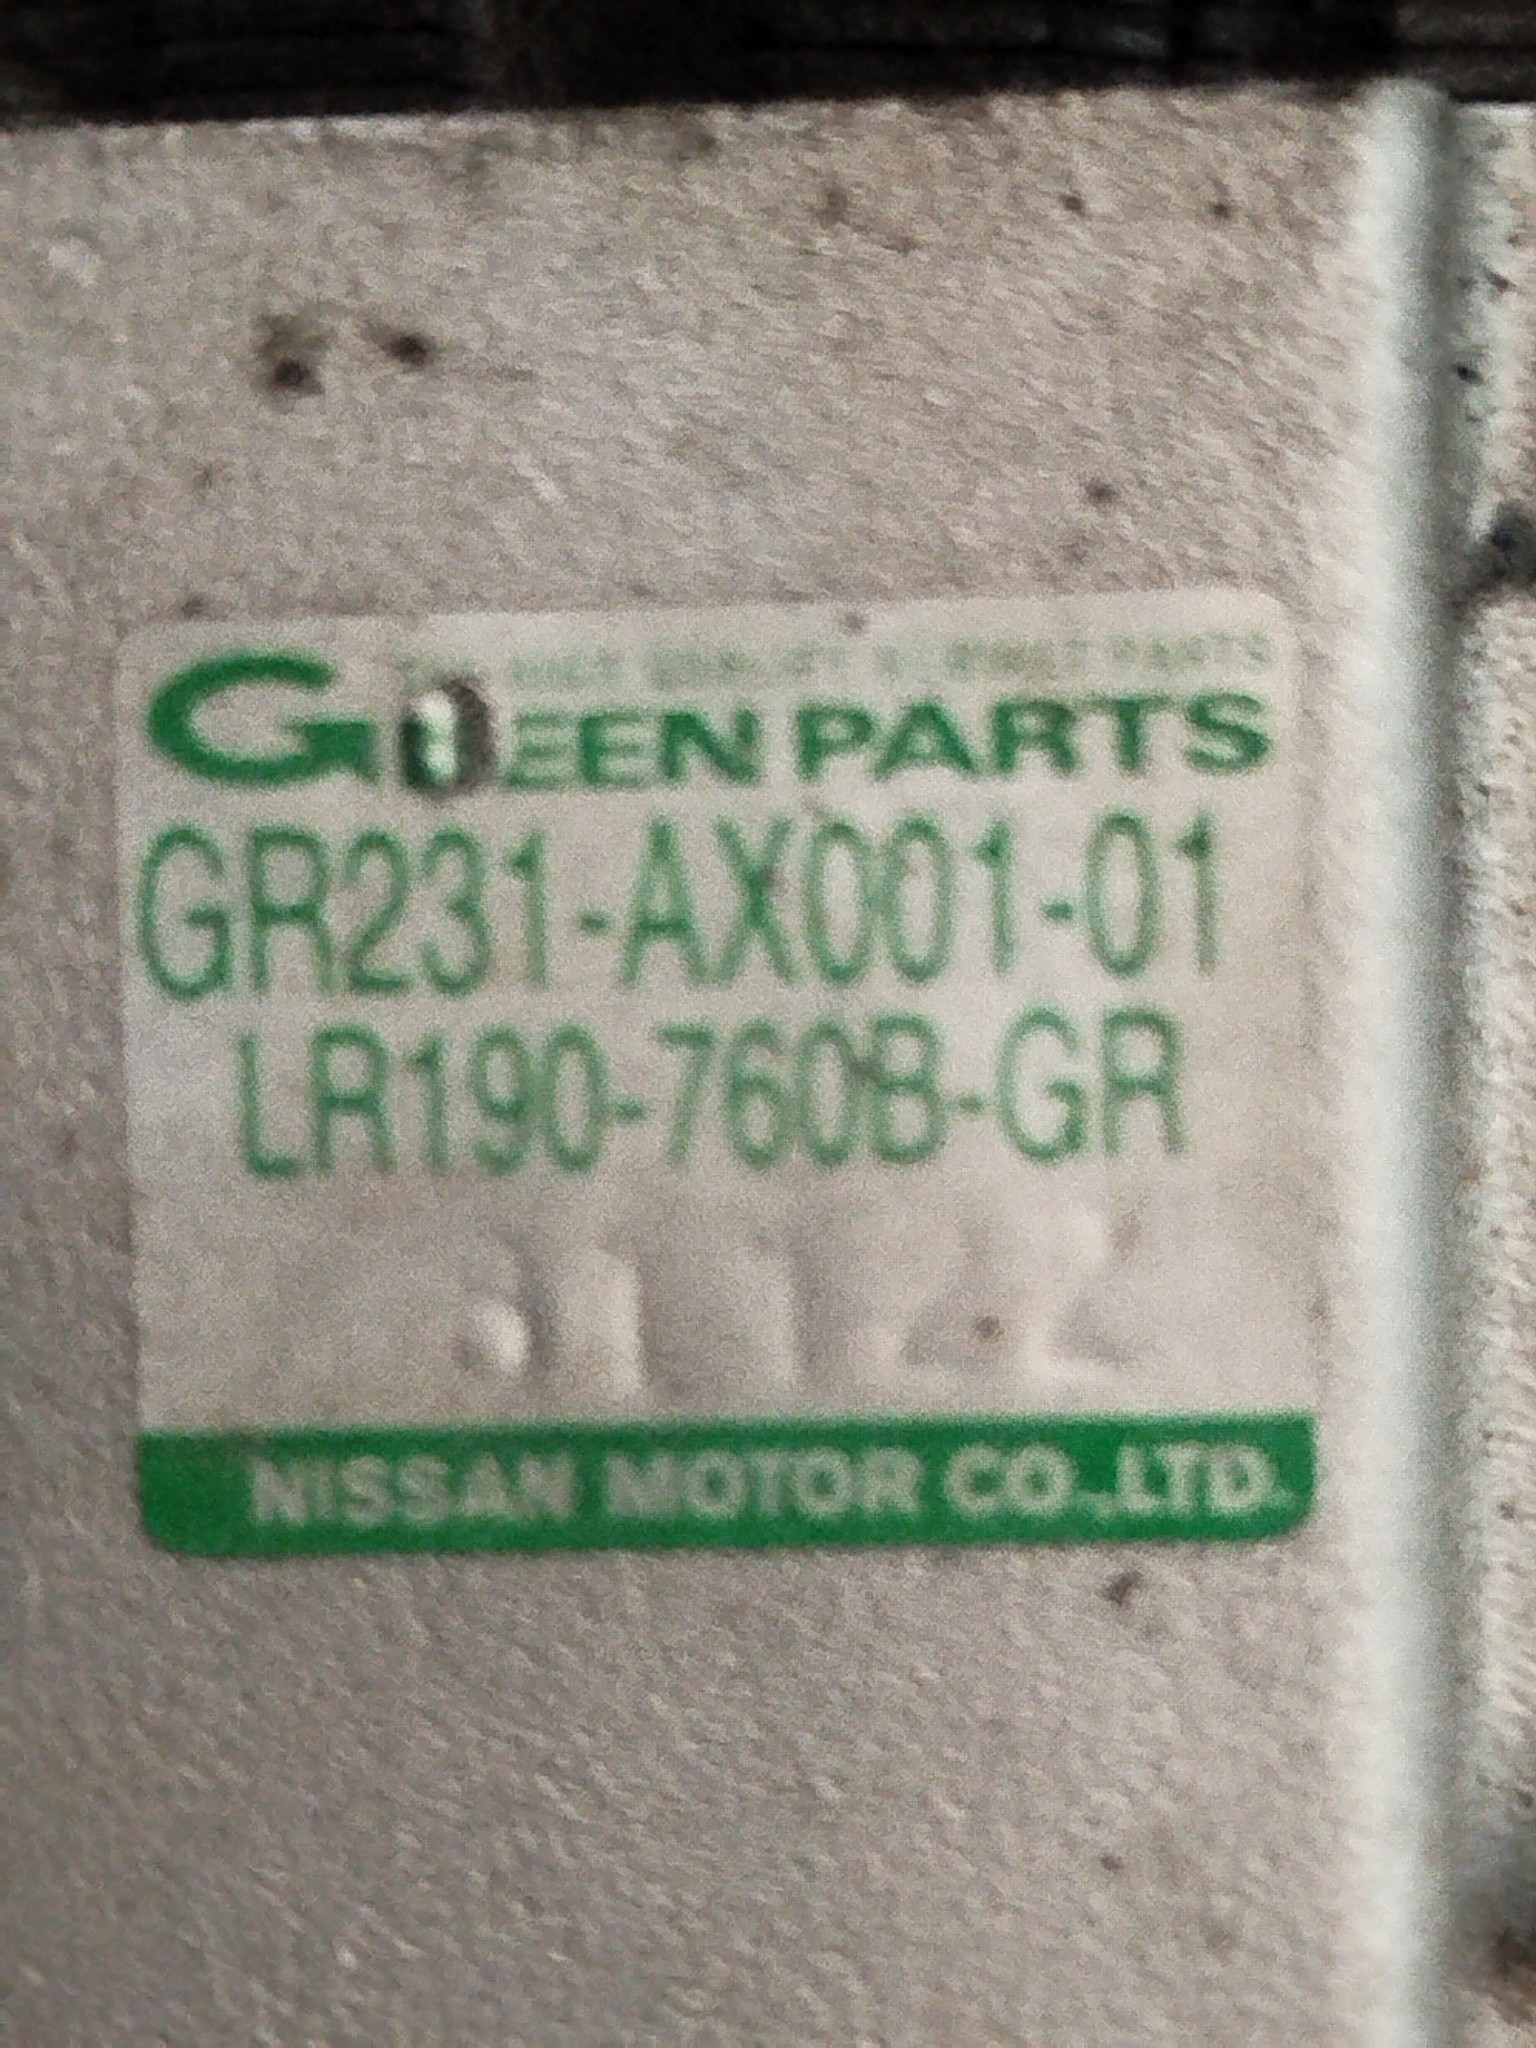 GREEN PARTS
GR231-AX001-01
LR190-760B-GR
NISSAN MOTOR CO.,LTD.